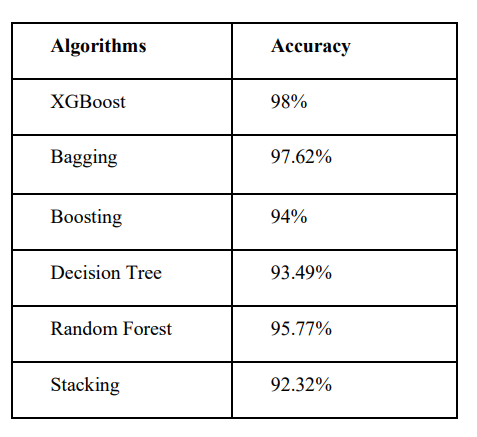 Algorithms Accuracy
XGBoost 98%
Bagging 97.62%
Boosting 94%
Decision Tree 93.49%
Random Forest 95.77%
Stacking 92.32%